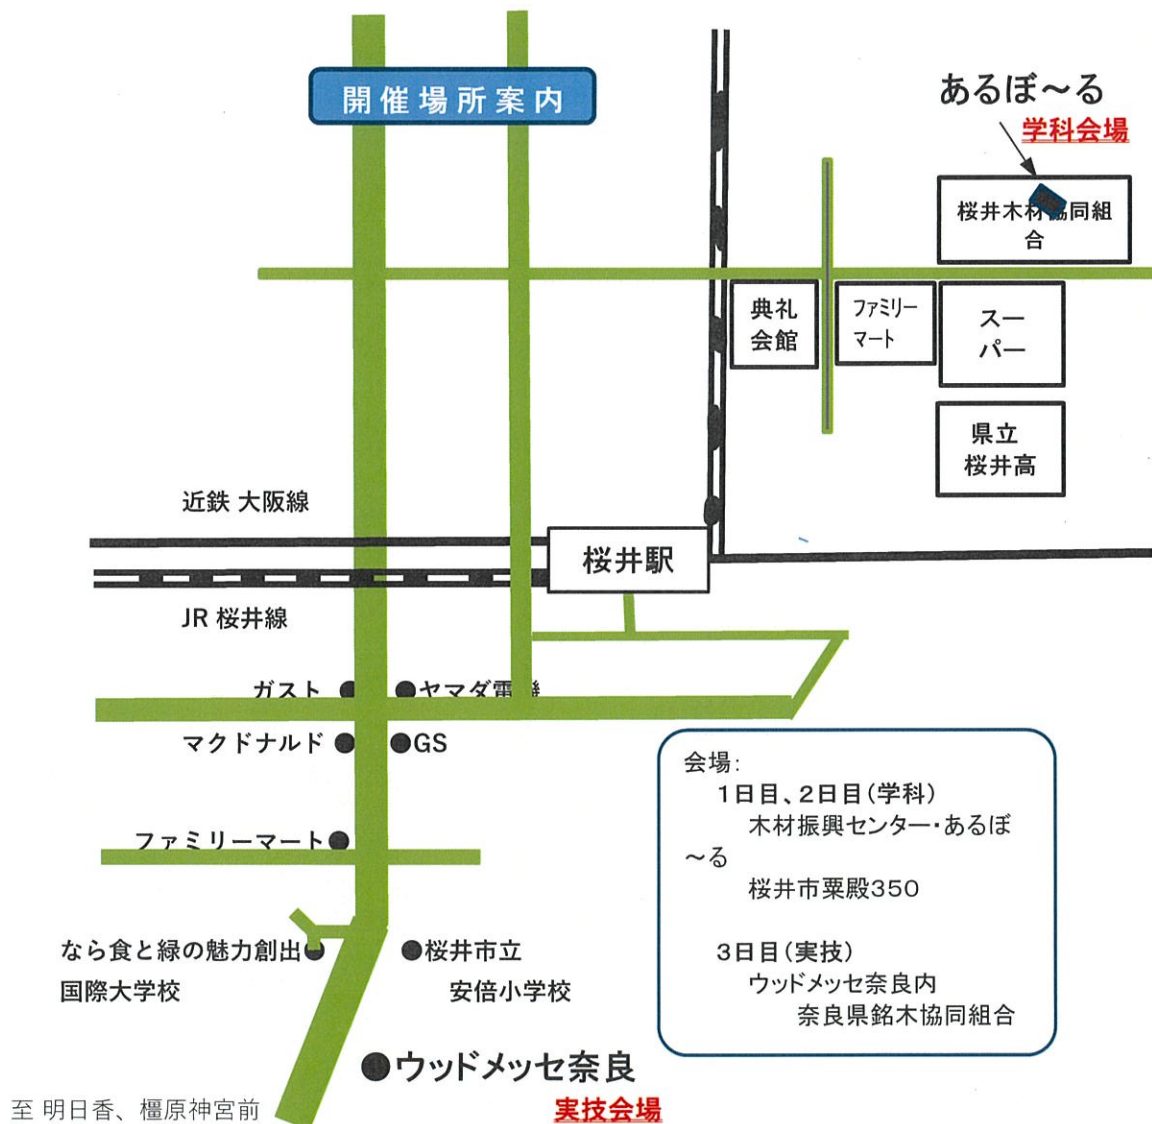 開催場所案内
あるぼ～る
学科会場
桜井木材協同組
合
典礼
会館
ファミリー
マート
スー
パー
県立
桜井高
近鉄 大阪線
桜井駅
JR 桜井線
ガスト
ヤマダ電機
マクドナルド
GS
ファミリーマート
会場：
1日目、2日目(学科)
木材振興センター・あるぼ
～る
桜井市粟殿350
3日目(実技)
ウッドメッセ奈良内
奈良県銘木協同組合
なら食と緑の魅力創出
国際大学校
桜井市立
安倍小学校
ウッドメッセ奈良
実技会場
至 明日香、橿原神宮前